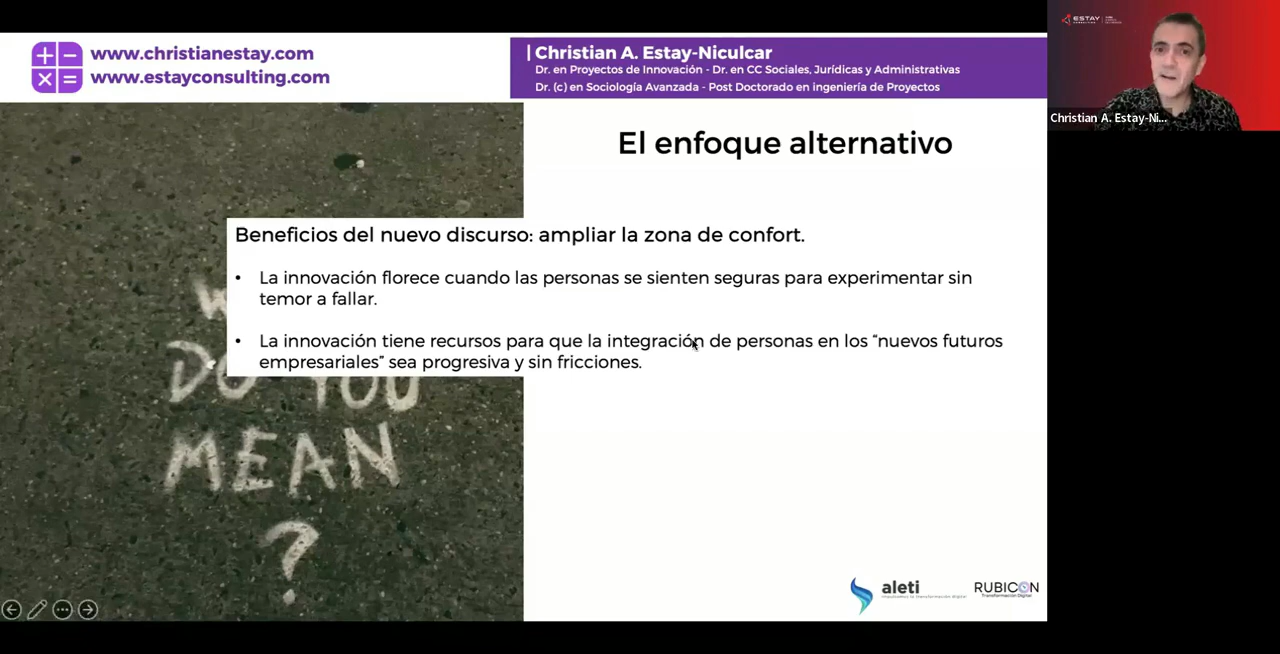 www.christianestay.com
www.estayconsulting.com
| Christian A. Estay-Niculcar
Dr. en Proyectos de Innovación - Dr. en CC Sociales, Jurídicas y Administrativas
Dr. (c) en Sociología Avanzada - Post Doctorado en ingeniería de Proyectos
ESTAY
Christian A. Estay-Ni...
El enfoque alternativo
Beneficios del nuevo discurso: ampliar la zona de confort.
• La innovación florece cuando las personas se sienten seguras para experimentar sin
temor a fallar.
• La innovación tiene recursos para que la integración de personas en los “nuevos futuros
empresariales” sea progresiva y sin fricciones.
DO YOU
MEAN
?
aleti
RUBICON
Transformación Digital